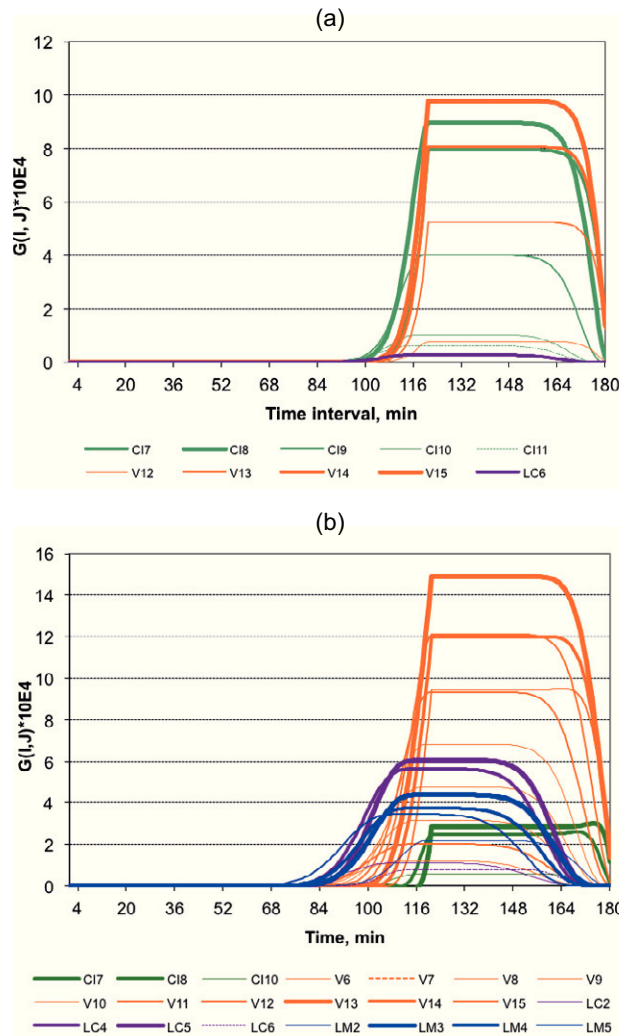 (a)
12
10
8
6
4
2
0
G(I, J)*10E4
4 20 36 52 68 84 100 116 132 148 164 180
Time interval, min
CI7 CI8 CI9 CI10 CI11
V12 V13 V14 V15 LC6
(b)
16
14
12
10
8
6
4
2
0
G(I,J)*10E4
4 20 36 52 68 84 100 116 132 148 164 180
Time, min
CI7 CI8 CI10 V6 V7 V8 V9
V10 V11 V12 V13 V14 V15 LC2
LC4 LC5 LC6 LM2 LM3 LM4 LM5